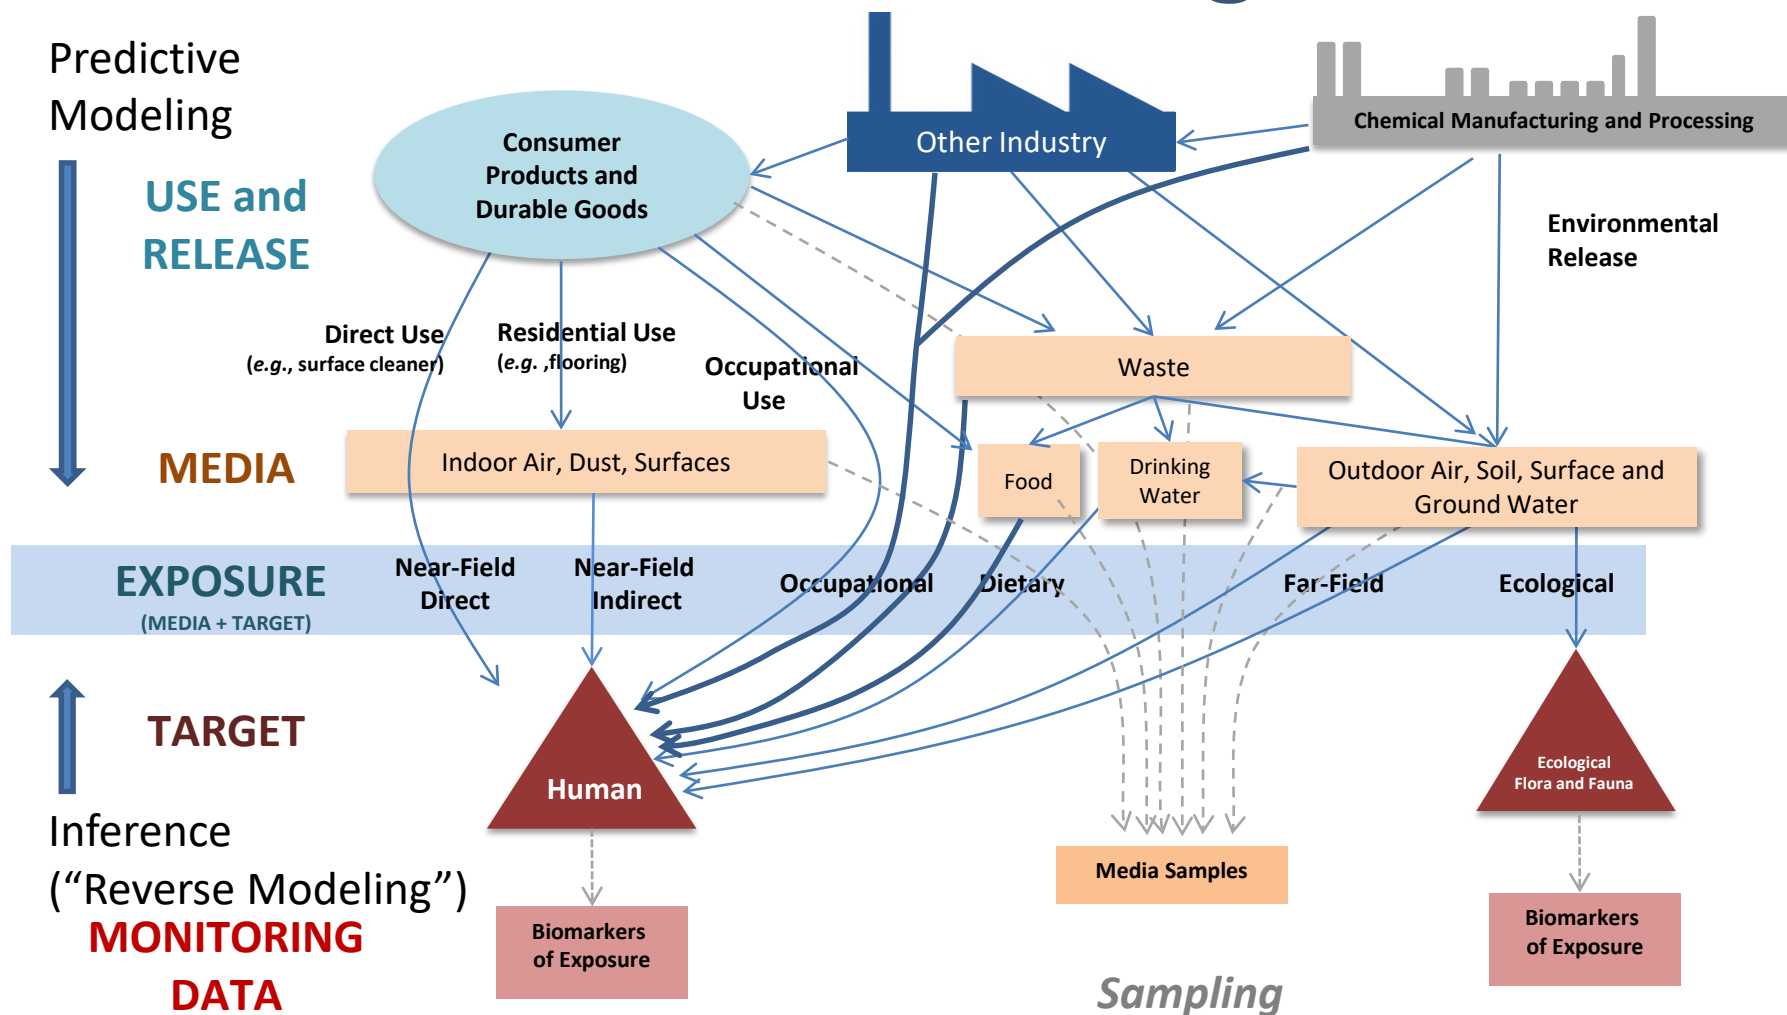 Predictive
Modeling
Consumer
Products and
Durable Goods
Other Industry
Chemical Manufacturing and Processing
USE and
RELEASE
Environmental
Release
Direct Use
(e.g., surface cleaner)
Residential Use
(e.g. ,flooring)
Occupational
Use
Waste
MEDIA
Indoor Air, Dust, Surfaces
Food
Drinking
Water
Outdoor Air, Soil, Surface and
Ground Water
EXPOSURE
(MEDIA + TARGET)
Near-Field
Direct
Near-Field
Indirect
Occupational
Dietary
Far-Field
Ecological
TARGET
Human
Ecological
Flora and Fauna
Inference
(“Reverse Modeling”)
MONITORING
DATA
Biomarkers
of Exposure
Media Samples
Biomarkers
of Exposure
Sampling